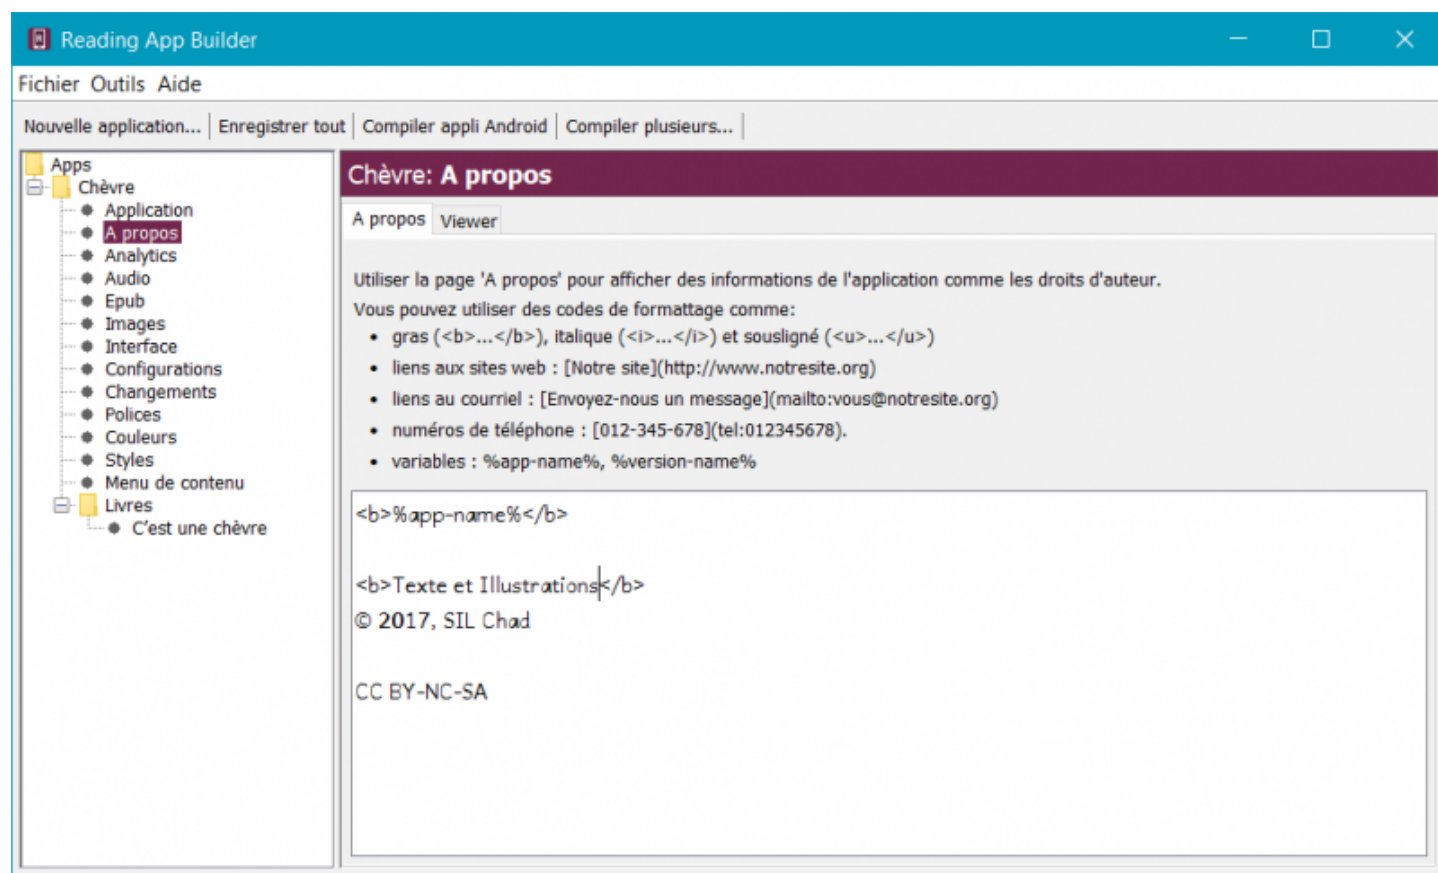 Reading App Builder
Fichier Outils Aide
Nouvelle application... Enregistrer tout Compiler appli Android Compiler plusieurs...
Apps
Chèvre
Application
A propos
Analytics
Audio
Epub
Images
Interface
Configurations
Changements
Polices
Couleurs
Styles
Menu de contenu
Livres
C'est une chèvre
Chèvre: A propos
A propos Viewer
Utiliser la page 'A propos' pour afficher des informations de l'application comme les droits d'auteur.
Vous pouvez utiliser des codes de formattage comme:
• gras (<b>...</b>), italique (<i>...</i>) et sousligné (<u>...</u>)
• liens aux sites web : [Notre site](http://www.notresite.org)
• liens au courriel : [Envoyez-nous un message](mailto:vous@notresite.org)
• numéros de téléphone : [012-345-678](tel:012345678).
• variables : %app-name%, %version-name%
<b>%app-name%</b>
<b>Texte et Illustrations</b>
© 2017, SIL Chad
CC BY-NC-SA